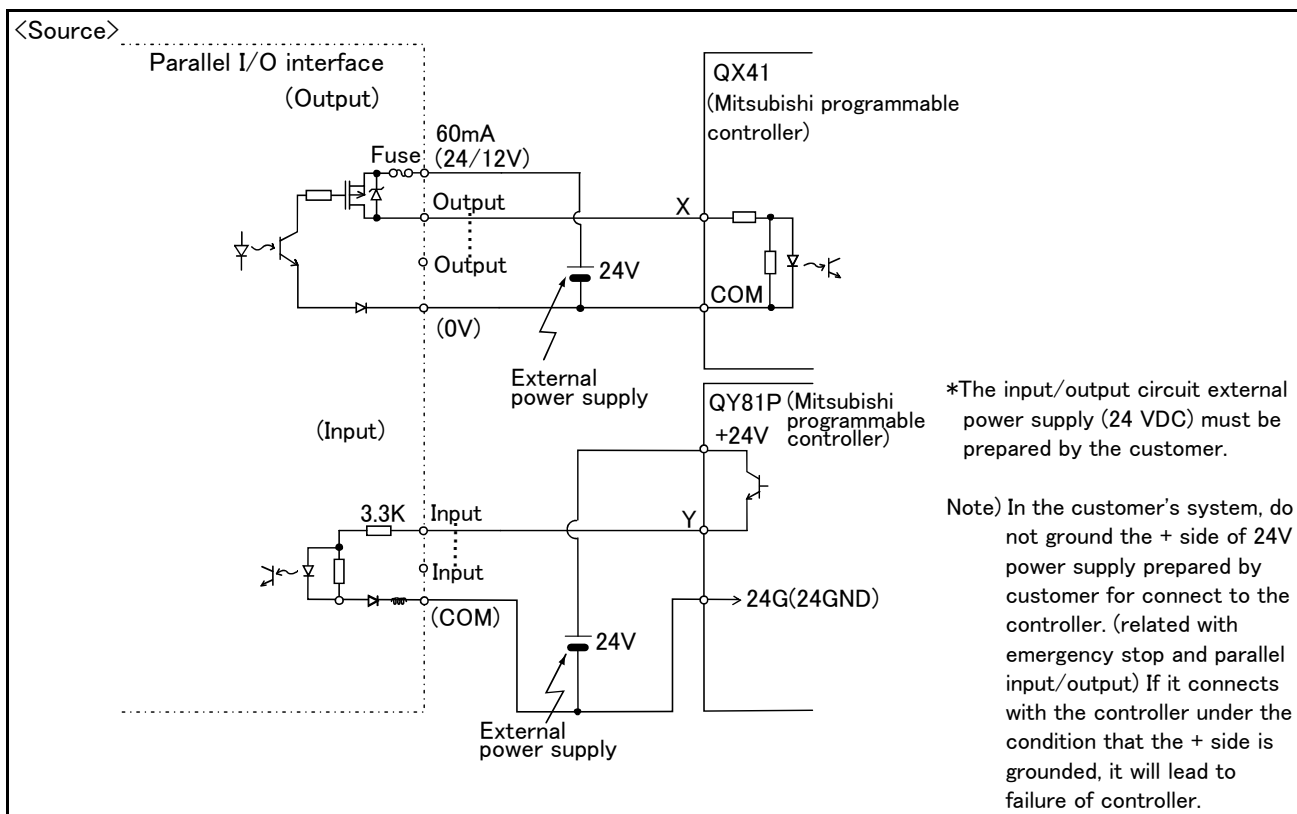 <Source>
Parallel I/O interface
(Output)
60mA
Fuse (24/12V)
Output
Output
(0V)
X
24V
COM
External
power supply
QX41
(Mitsubishi programmable
controller)
(Input)
3.3K
Input
Input
(COM)
QY81P (Mitsubishi
programmable
controller)
+24V
Y
24G(24GND)
24V
External
power supply
*The input/output circuit external
power supply (24 VDC) must be
prepared by the customer.
Note) In the customer's system, do
not ground the + side of 24V
power supply prepared by
customer for connect to the
controller. (related with
emergency stop and parallel
input/output) If it connects
with the controller under the
condition that the + side is
grounded, it will lead to
failure of controller.